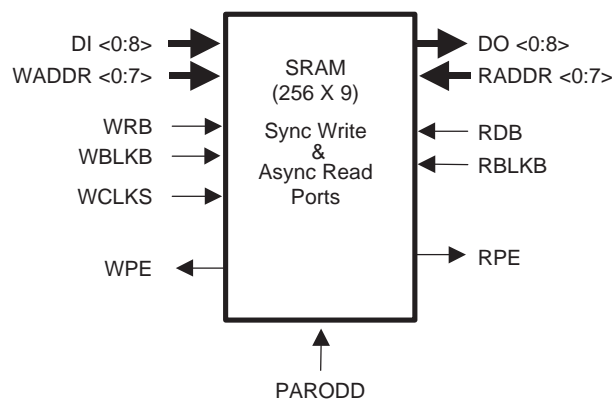 DI <0:8>
WADDR <0:7>
WRB
WBLKB
WCLKS
WPE
SRAM
(256 X 9)
Sync Write
&
Async Read
Ports
DO <0:8>
RADDR <0:7>
RDB
RBLKB
RPE
PARODD